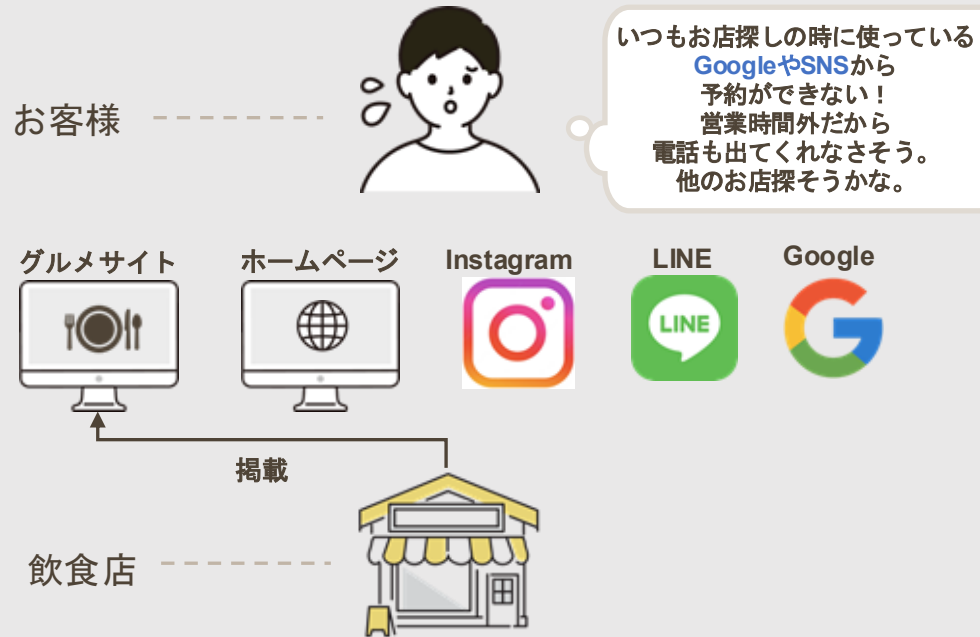 いつもお店探しの時に使っている
GoogleやSNSから
予約ができない！
営業時間外だから
電話も出てくれなさそう。
他のお店探そうかな。
お客様
グルメサイト
ホームページ
Instagram
LINE
Google
LINE
掲載
飲食店